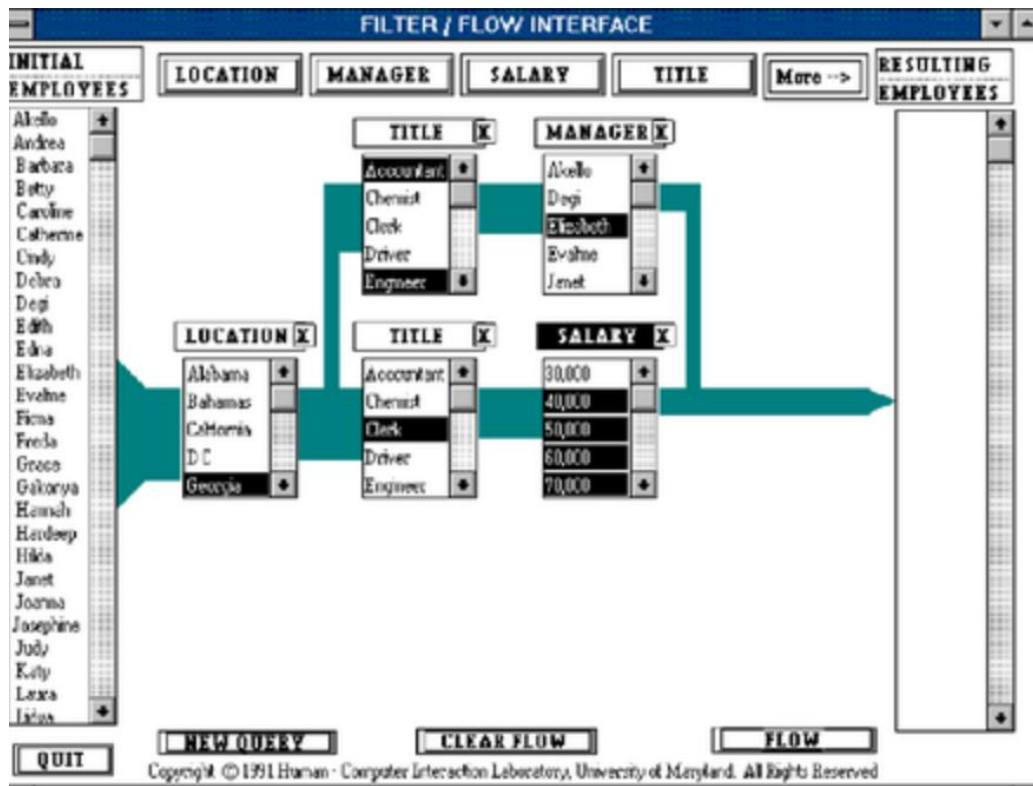 FILTER / FLOW INTERFACE
INITIAL
EMPLOYEES
LOCATION
MANAGER
SALARY
TITLE
More -->
RESULTING
EMPLOYEES
Akello
Andrea
Barbara
Betty
Caroline
Catherine
Cindy
Debra
Degi
Edith
Edna
Elizabeth
Evaline
Fiona
Freda
Grace
Gakonya
Hannah
Hardeep
Hilda
Janet
Joanna
Josephine
Judy
Katy
Laura
TITLE X
Accountant
Chemist
Clerk
Driver
Engineer
MANAGER X
Akello
Degi
Elizabeth
Evaline
Janet
LOCATION X
Alabama
Bahamas
California
D C
Georgia
TITLE X
Accountant
Chemist
Clerk
Driver
Engineer
SALARY X
30,000
40,000
50,000
60,000
70,000
QUIT
NEW QUERY
CLEAR FLOW
FLOW
Copyright © 1991 Human - Computer Interaction Laboratory, University of Maryland. All Rights Reserved